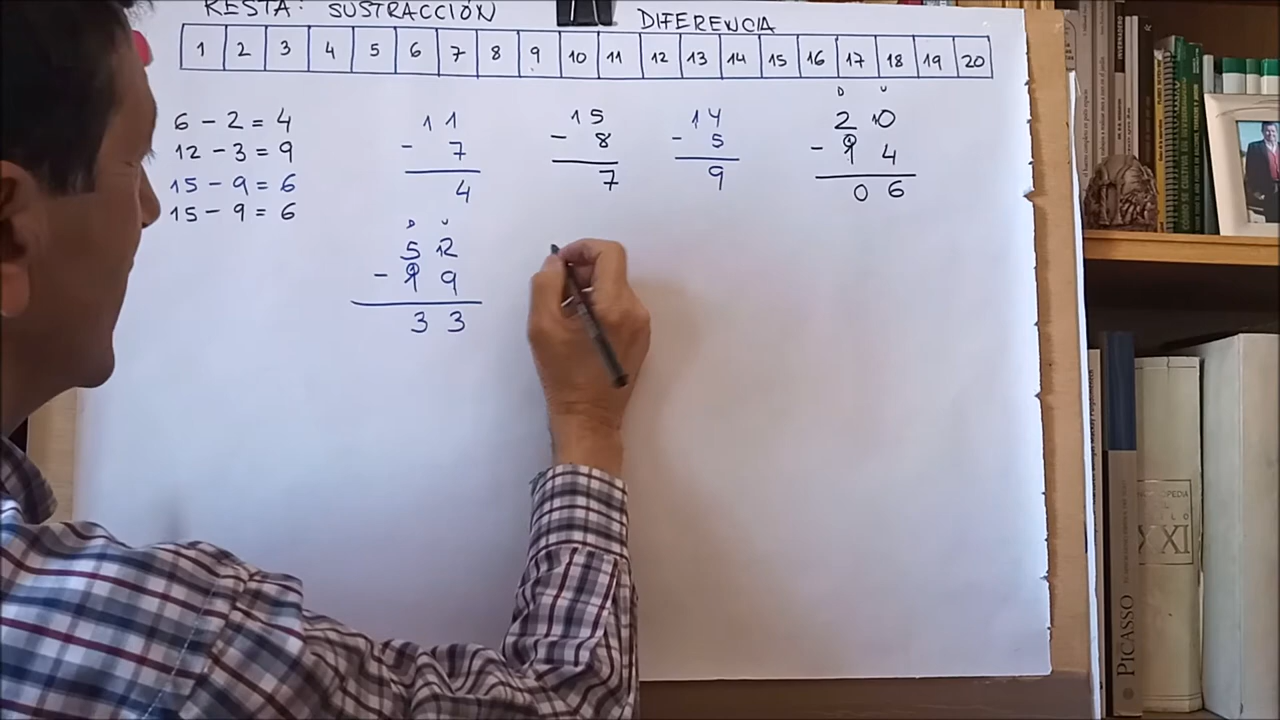 RESTA: SUSTRACCIÓN
DIFERENCIA
1 2 3 4 5 6 7 8 9 10 11 12 13 14 15 16 17 18 19 20
6 - 2 = 4
12 - 3 = 9
15 - 9 = 6
15 - 9 = 6
11
- 7
4
15
- 8
7
14
- 5
9
D U
2 10
- 9 4
0 6
D U
5 12
- 9 9
3 3
PICASSO
XXI